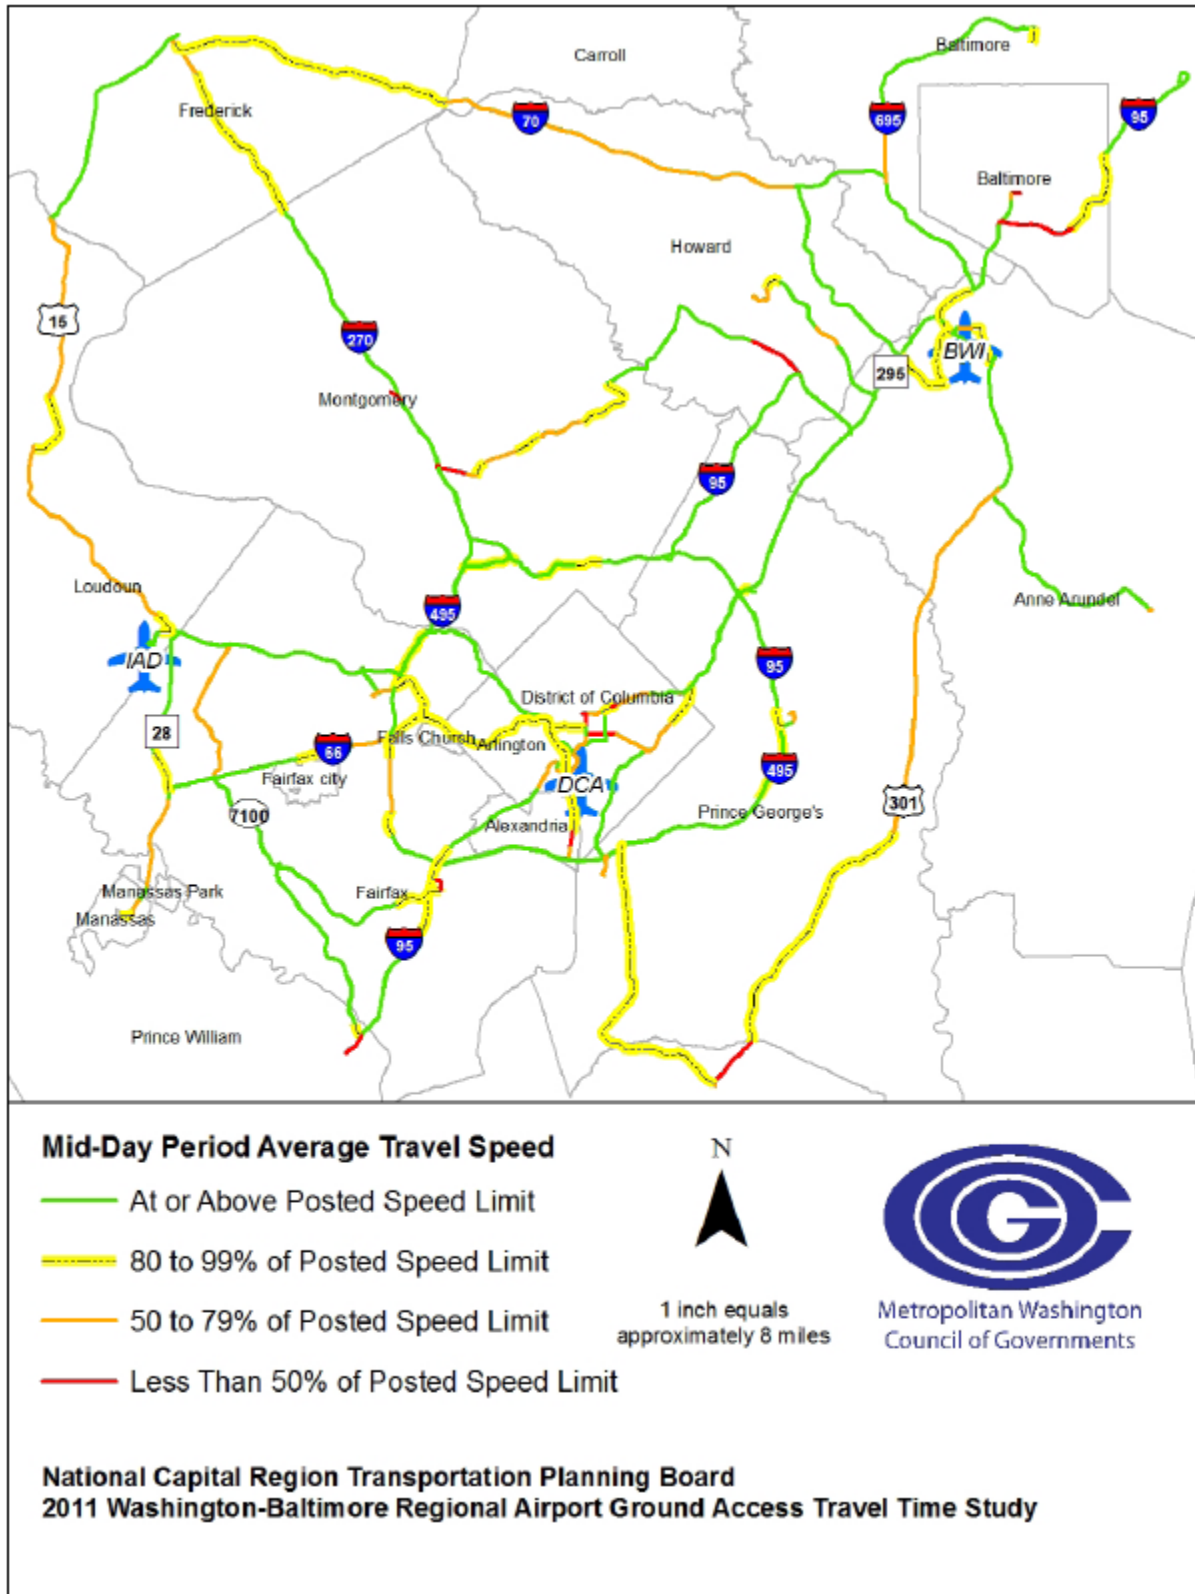 Carroll
Baltimore
Frederick
70
695
95
Baltimore
Howard
15
270
BWI
295
Montgomery
95
Loudoun
495
Anne Arundel
IAD
95
District of Columbia
28
Falls Church
Arlington
66
Fairfax city
DCA
495
301
7100
Alexandria
Prince George's
Manassas Park
Fairfax
Manassas
95
Prince William
Mid-Day Period Average Travel Speed
At or Above Posted Speed Limit
80 to 99% of Posted Speed Limit
50 to 79% of Posted Speed Limit
Less Than 50% of Posted Speed Limit
N
1 inch equals
approximately 8 miles
COG
Metropolitan Washington
Council of Governments
National Capital Region Transportation Planning Board
2011 Washington-Baltimore Regional Airport Ground Access Travel Time Study